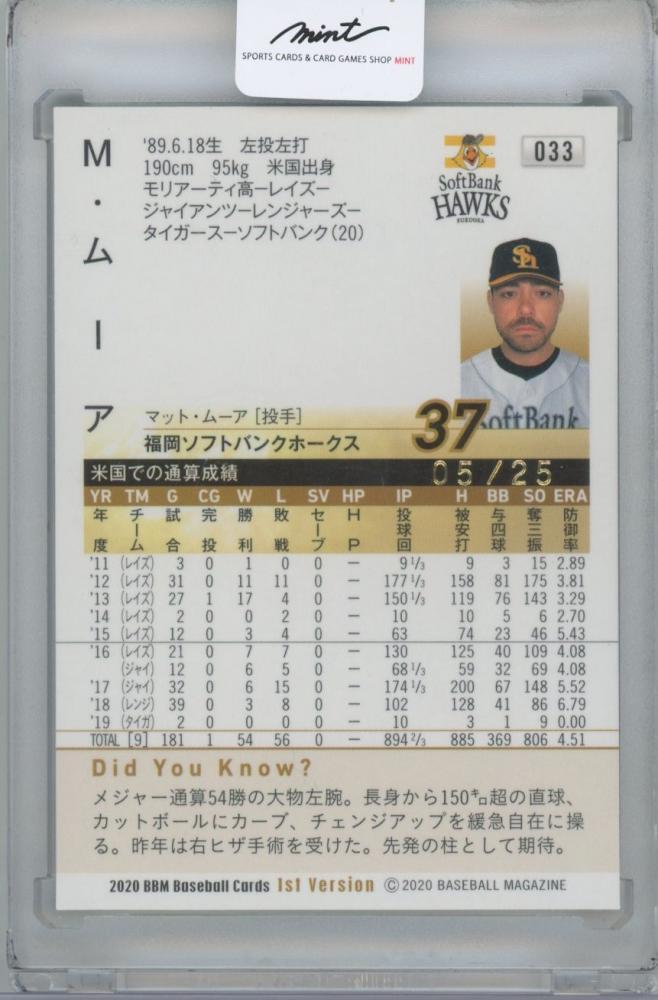 mint
SPORTS CARDS & CARD GAMES SHOP MINT
M・ムーア
'89.6.18生 左投左打
190cm 95kg 米国出身
モリアーティ高ーレイズー
ジャイアンツーレンジャーズー
タイガースーソフトバンク(20)
SoftBank
HAWKS
FUKUOKA
033
Sh
SoftBank
マット・ムーア [投手]
37
福岡ソフトバンクホークス
米国での通算成績
05/25
YR TM G CG W L SV HP IP H BB SO ERA
年度 チーム 試合 完投 勝利 敗戦 セーブ HP 投球回 被安打 与四球 奪三振 防御率
'11 (レイズ) 3 0 1 0 0 － 9 1/3 9 3 15 2.89
'12 (レイズ) 31 0 11 11 0 － 177 1/3 158 81 175 3.81
'13 (レイズ) 27 1 17 4 0 － 150 1/3 119 76 143 3.29
'14 (レイズ) 2 0 0 2 0 － 10 10 5 6 2.70
'15 (レイズ) 12 0 3 4 0 － 63 74 23 46 5.43
'16 (レイズ) 21 0 7 7 0 － 130 125 40 109 4.08
(ジャイ) 12 0 6 5 0 － 68 1/3 59 32 69 4.08
'17 (ジャイ) 32 0 6 15 0 － 174 1/3 200 67 148 5.52
'18 (レンジ) 39 0 3 8 0 － 102 128 41 86 6.79
'19 (タイガ) 2 0 0 0 0 － 10 3 1 9 0.00
TOTAL [9] 181 1 54 56 0 － 894 2/3 885 369 806 4.51
Did You Know?
メジャー通算54勝の大物左腕。長身から150㌔超の直球、
カットボールにカーブ、チェンジアップを緩急自在に操
る。昨年は右ヒザ手術を受けた。先発の柱として期待。
2020 BBM Baseball Cards 1st Version ©2020 BASEBALL MAGAZINE